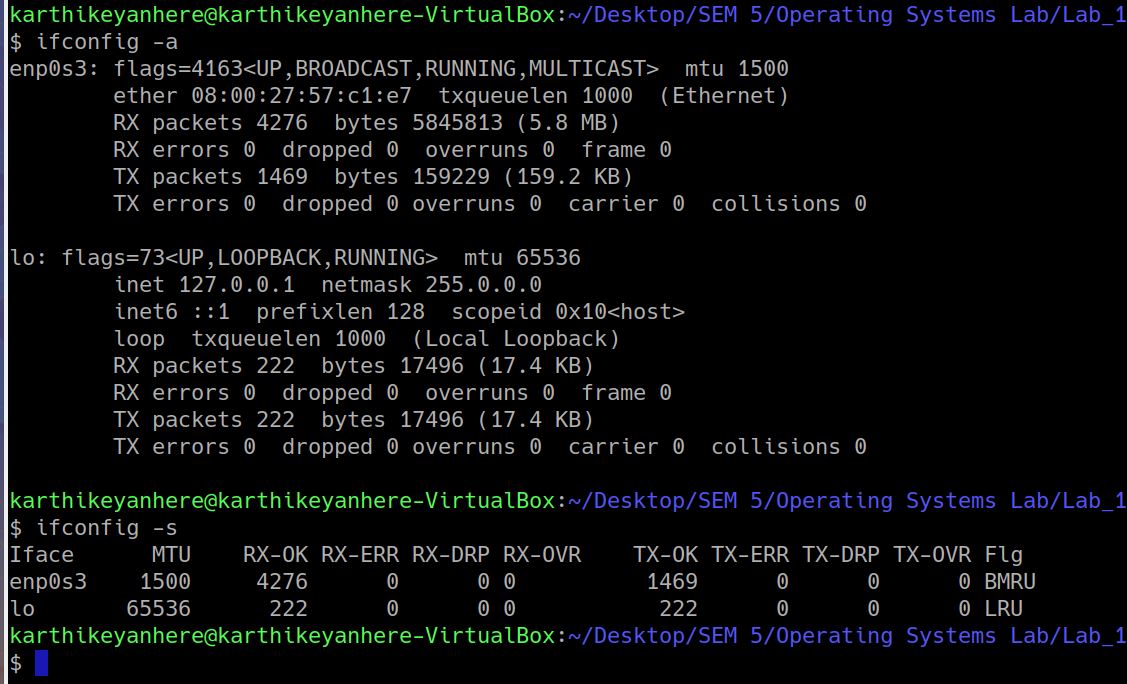 karthikeyanhere@karthikeyanhere-VirtualBox:~/Desktop/SEM 5/Operating Systems Lab/Lab_1
$ ifconfig -a
enp0s3: flags=4163<UP,BROADCAST,RUNNING,MULTICAST>  mtu 1500
        ether 08:00:27:57:c1:e7  txqueuelen 1000  (Ethernet)
        RX packets 4276  bytes 5845813 (5.8 MB)
        RX errors 0  dropped 0  overruns 0  frame 0
        TX packets 1469  bytes 159229 (159.2 KB)
        TX errors 0  dropped 0 overruns 0  carrier 0  collisions 0

lo: flags=73<UP,LOOPBACK,RUNNING>  mtu 65536
        inet 127.0.0.1  netmask 255.0.0.0
        inet6 ::1  prefixlen 128  scopeid 0x10<host>
        loop  txqueuelen 1000  (Local Loopback)
        RX packets 222  bytes 17496 (17.4 KB)
        RX errors 0  dropped 0  overruns 0  frame 0
        TX packets 222  bytes 17496 (17.4 KB)
        TX errors 0  dropped 0 overruns 0  carrier 0  collisions 0

karthikeyanhere@karthikeyanhere-VirtualBox:~/Desktop/SEM 5/Operating Systems Lab/Lab_1
$ ifconfig -s
Iface      MTU    RX-OK RX-ERR RX-DRP RX-OVR    TX-OK TX-ERR TX-DRP TX-OVR Flg
enp0s3    1500     4276      0      0 0          1469      0      0      0 BMRU
lo       65536      222      0      0 0           222      0      0      0 LRU
karthikeyanhere@karthikeyanhere-VirtualBox:~/Desktop/SEM 5/Operating Systems Lab/Lab_1
$